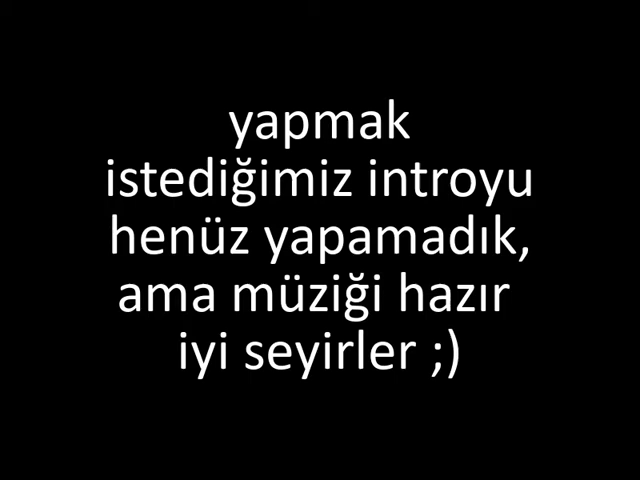 yapmak
istediğimiz introyu
henüz yapamadık,
ama müziği hazır
iyi seyirler ;)